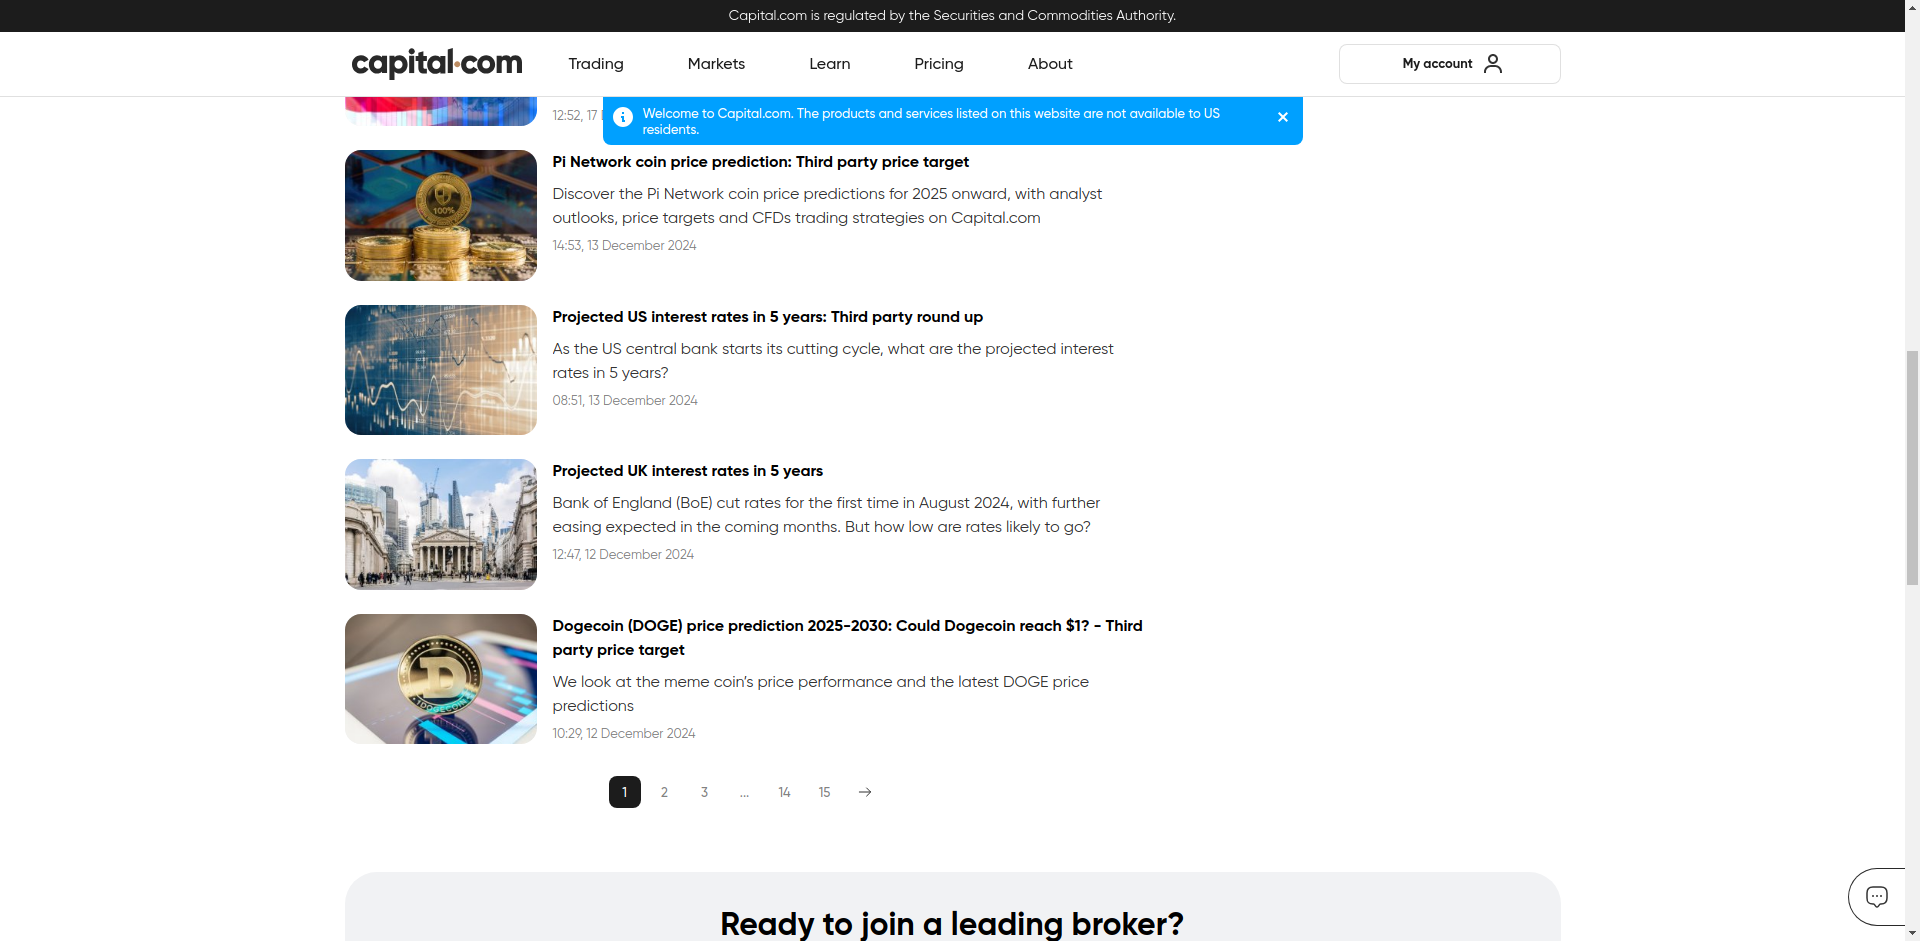 Capital.com is regulated by the Securities and Commodities Authority.
capital.com
Trading
Markets
Learn
Pricing
About
My account
Welcome to Capital.com. The products and services listed on this website are not available to US
residents.
12:52, 17
Pi Network coin price prediction: Third party price target
Discover the Pi Network coin price predictions for 2025 onward, with analyst
outlooks, price targets and CFDs trading strategies on Capital.com
14:53, 13 December 2024
100%
Projected US interest rates in 5 years: Third party round up
As the US central bank starts its cutting cycle, what are the projected interest
rates in 5 years?
08:51, 13 December 2024
Projected UK interest rates in 5 years
Bank of England (BoE) cut rates for the first time in August 2024, with further
easing expected in the coming months. But how low are rates likely to go?
12:47, 12 December 2024
Dogecoin (DOGE) price prediction 2025-2030: Could Dogecoin reach $1? - Third
party price target
We look at the meme coin's price performance and the latest DOGE price
predictions
10:29, 12 December 2024
1 2 3 ... 14 15
Ready to join a leading broker?